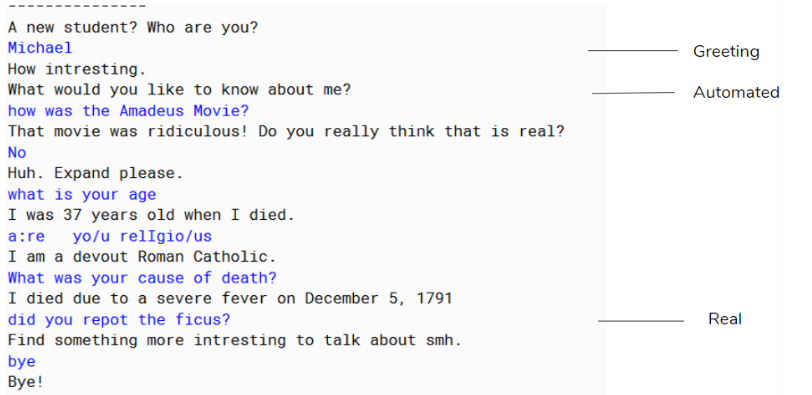 ---------------
A new student? Who are you?
Michael
Greeting
How intresting.
What would you like to know about me?
Automated
how was the Amadeus Movie?
That movie was ridiculous! Do you really think that is real?
No
Huh. Expand please.
what is your age
I was 37 years old when I died.
a:re   yo/u relIgio/us
I am a devout Roman Catholic.
What was your cause of death?
I died due to a severe fever on December 5, 1791
did you repot the ficus?
Real
Find something more intresting to talk about smh.
bye
Bye!